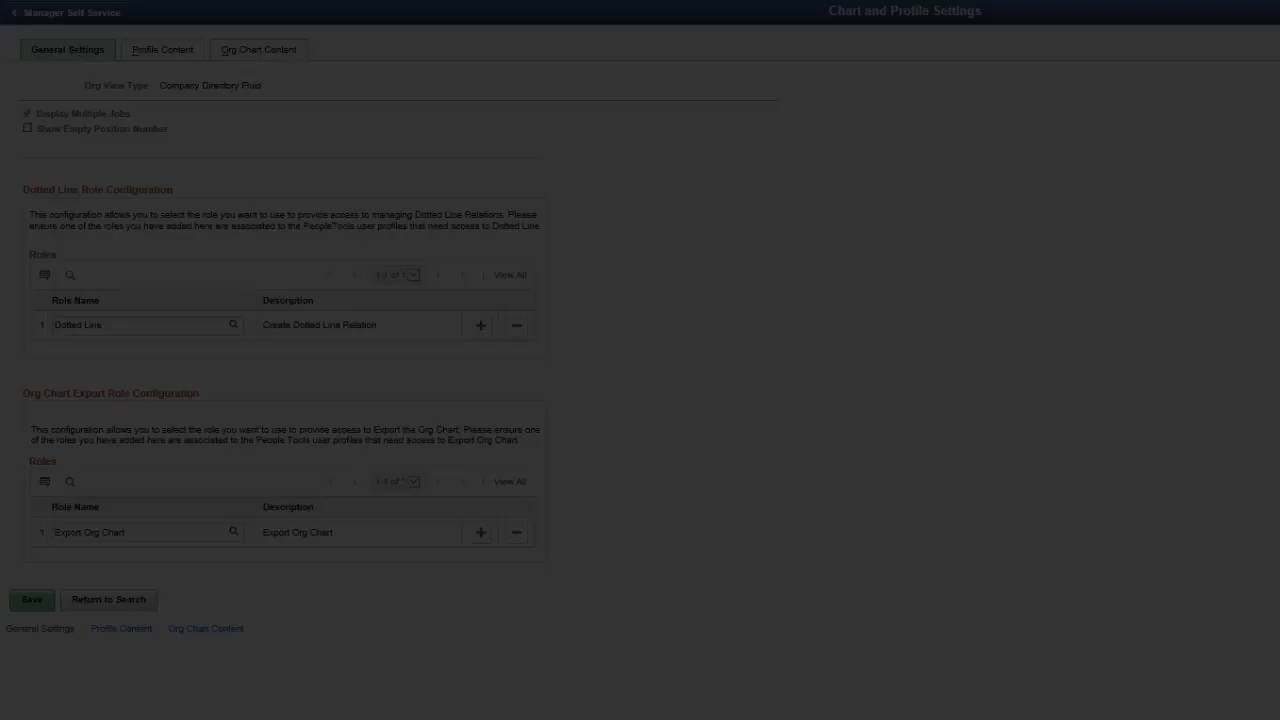 Manager Self Service
Chart and Profile Settings
General Settings
Profile Content
Org Chart Content
Org View Type Company Directory Fluid
Display Multiple Jobs
Show Empty Position Number
Dotted Line Role Configuration
This configuration allows you to select the role you want to use to provide access to managing Dotted Line Relations. Please
ensure one of the roles you have added here are associated to the PeopleTools user profiles that need access to Dotted Line.
Roles
1-1 of 1 View All
Role Name Description
1 Dotted Line Create Dotted Line Relation
Org Chart Export Role Configuration
This configuration allows you to select the role you want to use to provide access to Export the Org Chart. Please ensure one
of the roles you have added here are associated to the People Tools user profiles that need access to Export Org Chart.
Roles
1-1 of 1 View All
Role Name Description
1 Export Org Chart Export Org Chart
Save Return to Search
General Settings Profile Content Org Chart Content